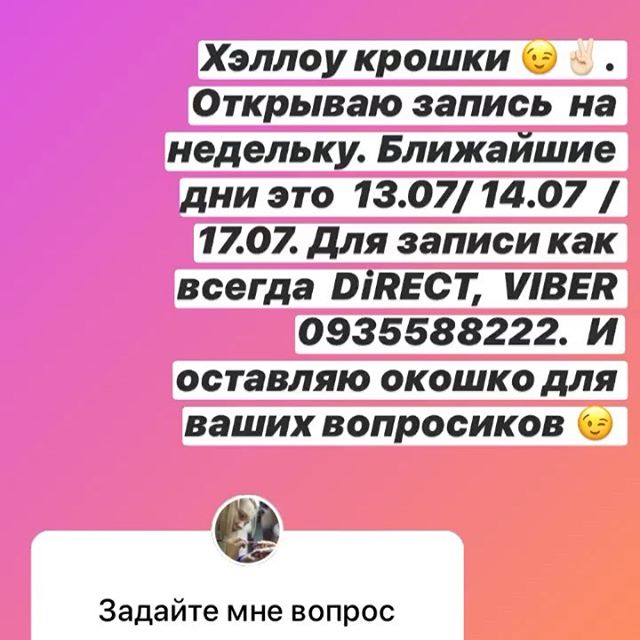 Хэллоу крошки 😉✌🏻.
Открываю запись на
недельку. Ближайшие
дни это 13.07/ 14.07 /
17.07. Для записи как
всегда DiRECT, VIBER
0935588222. И
оставляю окошко для
ваших вопросиков 😉
Задайте мне вопрос